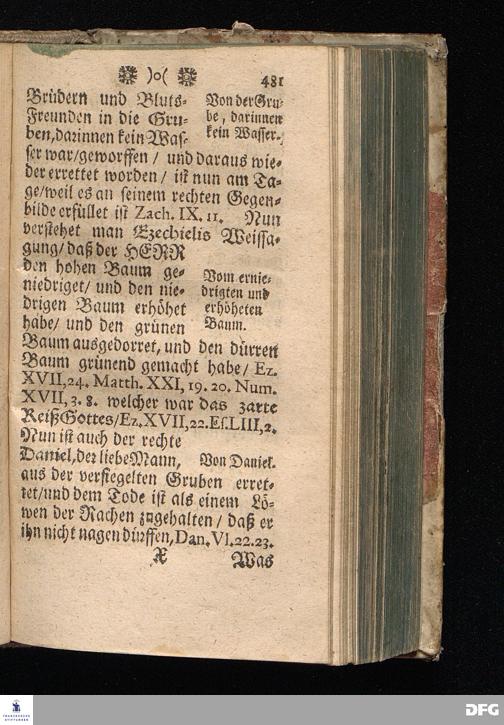 )o( 481
Brüdern und Bluts-
Freunden in die Gru-
ben, darinnen kein Was-
Von der Gru-
be, darinnen
kein Wasser.
ser war/geworffen / und daraus wie-
der errettet worden / ist nun am Ta-
ge/weil es an seinem rechten Gegen-
bilde erfüllet ist Zach. IX. 11. Nun
verstehet man Ezechielis Weissa-
gung/ daß der HERR
den hohen Baum ge-
niedriget/ und den nie-
drigen Baum erhöhet
habe/ und den grünen
Vom ernie-
drigten und
erhöheten
Baum.
Baum ausgedorret, und den dürren
Baum grünend gemacht habe/ Ez.
XVII, 24. Matth. XXI, 19. 20. Num.
XVII, 3. 8. welcher war das zarte
Reiß Gottes/Ez, XVII, 22. Es. LIII, 2.
Nun ist auch der rechte
Daniel, der liebe Mann,
Von Daniel.
aus der versiegelten Gruben erret-
tet/und dem Tode ist als einem Lö-
wen der Rachen zugehalten / daß er
ihn nicht nagen dürffen, Dan. VI. 22. 23.
X Was
FRANCKESCHE
STIFTUNGEN
DFG